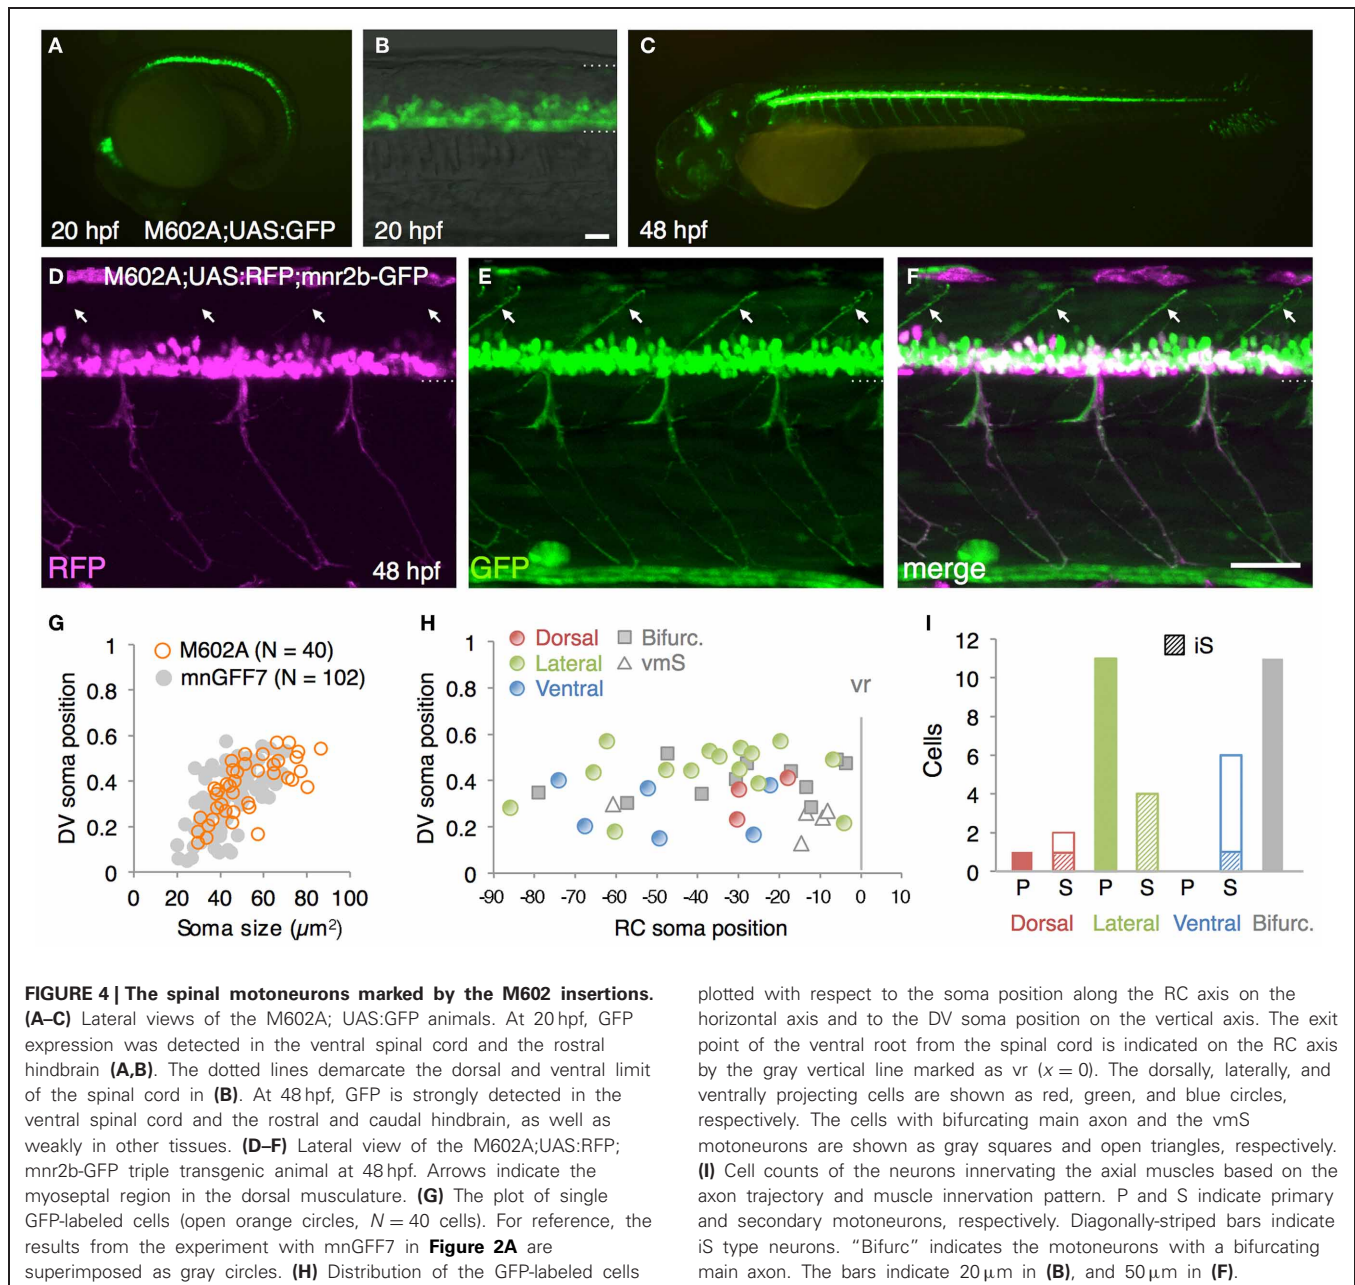 A
20 hpf M602A;UAS:GFP
B
20 hpf
C
48 hpf
D M602A;UAS:RFP;mnr2b-GFP
RFP 48 hpf
E
GFP
F
merge
G
M602A (N = 40)
mnGFF7 (N = 102)
DV soma position
1
0.8
0.6
0.4
0.2
0
0 20 40 60 80 100
Soma size (µm²)
H
Dorsal Bifurc.
Lateral vmS
Ventral
vr
DV soma position
1
0.8
0.6
0.4
0.2
0
-90 -80 -70 -60 -50 -40 -30 -20 -10 0 10
RC soma position
I
iS
Cells
12
10
8
6
4
2
0
P S P S P S
Dorsal Lateral Ventral Bifurc.
FIGURE 4 | The spinal motoneurons marked by the M602 insertions.
(A–C) Lateral views of the M602A; UAS:GFP animals. At 20 hpf, GFP
expression was detected in the ventral spinal cord and the rostral
hindbrain (A,B). The dotted lines demarcate the dorsal and ventral limit
of the spinal cord in (B). At 48 hpf, GFP is strongly detected in the
ventral spinal cord and the rostral and caudal hindbrain, as well as
weakly in other tissues. (D–F) Lateral view of the M602A;UAS:RFP;
mnr2b-GFP triple transgenic animal at 48 hpf. Arrows indicate the
myoseptal region in the dorsal musculature. (G) The plot of single
GFP-labeled cells (open orange circles, N = 40 cells). For reference, the
results from the experiment with mnGFF7 in Figure 2A are
superimposed as gray circles. (H) Distribution of the GFP-labeled cells
plotted with respect to the soma position along the RC axis on the
horizontal axis and to the DV soma position on the vertical axis. The exit
point of the ventral root from the spinal cord is indicated on the RC axis
by the gray vertical line marked as vr (x = 0). The dorsally, laterally, and
ventrally projecting cells are shown as red, green, and blue circles,
respectively. The cells with bifurcating main axon and the vmS
motoneurons are shown as gray squares and open triangles, respectively.
(I) Cell counts of the neurons innervating the axial muscles based on the
axon trajectory and muscle innervation pattern. P and S indicate primary
and secondary motoneurons, respectively. Diagonally-striped bars indicate
iS type neurons. "Bifurc" indicates the motoneurons with a bifurcating
main axon. The bars indicate 20 µm in (B), and 50 µm in (F).